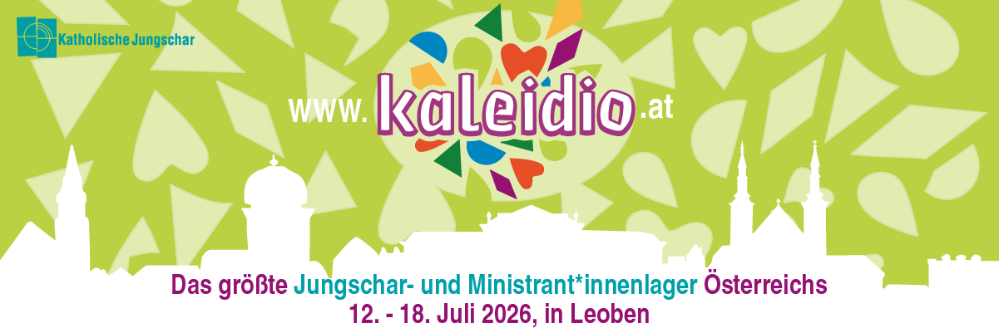 Katholische Jungschar
www.kaleidio.at
Das größte Jungschar- und Ministrant*innenlager Österreichs
12. - 18. Juli 2026, in Leoben